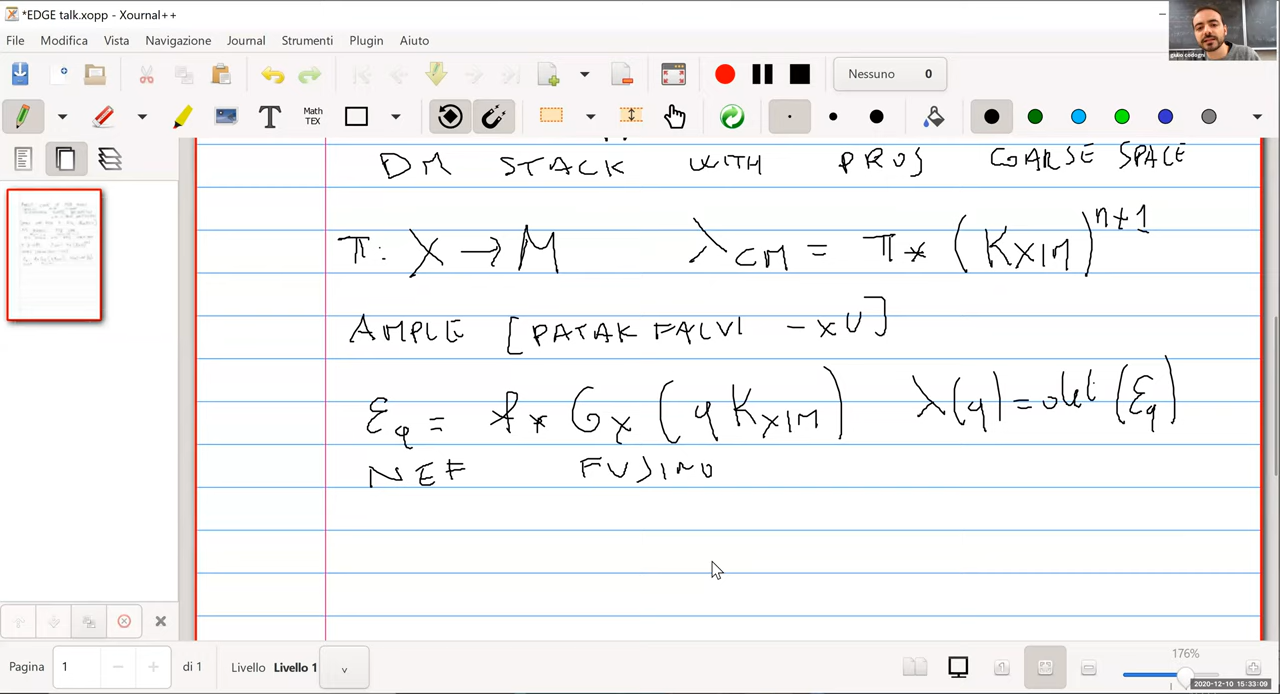 *EDGE talk.xopp - Xournal++
giulio codogni
File Modifica Vista Navigazione Journal Strumenti Plugin Aiuto
Nessuno 0
T Math TEX
DM STACK WITH PROJ COARSE SPACE
π: X → M λ_CM = π_* (K_X/M)^n+1
AMPLE [PATAKFALVI - XU]
E_q = f_* O_X (q K_X/M) λ(q) = det (E_q)
NEF FUJINO
Pagina 1 di 1 Livello Livello 1 176%
2020-12-10 15:33:09